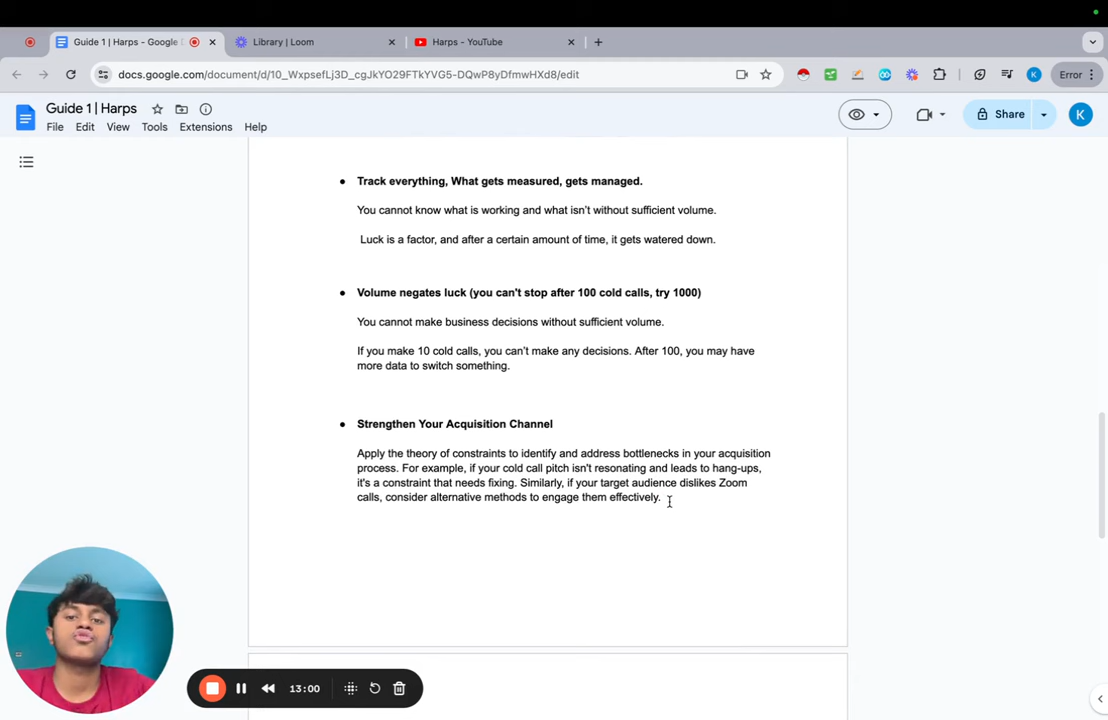 Guide 1 | Harps - Google
Library | Loom
Harps - YouTube
docs.google.com/document/d/10_WxpsefLj3D_cgJkYO29FTkYVG5-DQwP8yDfmwHXd8/edit
K
Error
Guide 1 | Harps
File Edit View Tools Extensions Help
Share
K
• Track everything, What gets measured, gets managed.
You cannot know what is working and what isn't without sufficient volume.
Luck is a factor, and after a certain amount of time, it gets watered down.
• Volume negates luck (you can't stop after 100 cold calls, try 1000)
You cannot make business decisions without sufficient volume.
If you make 10 cold calls, you can't make any decisions. After 100, you may have
more data to switch something.
• Strengthen Your Acquisition Channel
Apply the theory of constraints to identify and address bottlenecks in your acquisition
process. For example, if your cold call pitch isn't resonating and leads to hang-ups,
it's a constraint that needs fixing. Similarly, if your target audience dislikes Zoom
calls, consider alternative methods to engage them effectively.
13:00